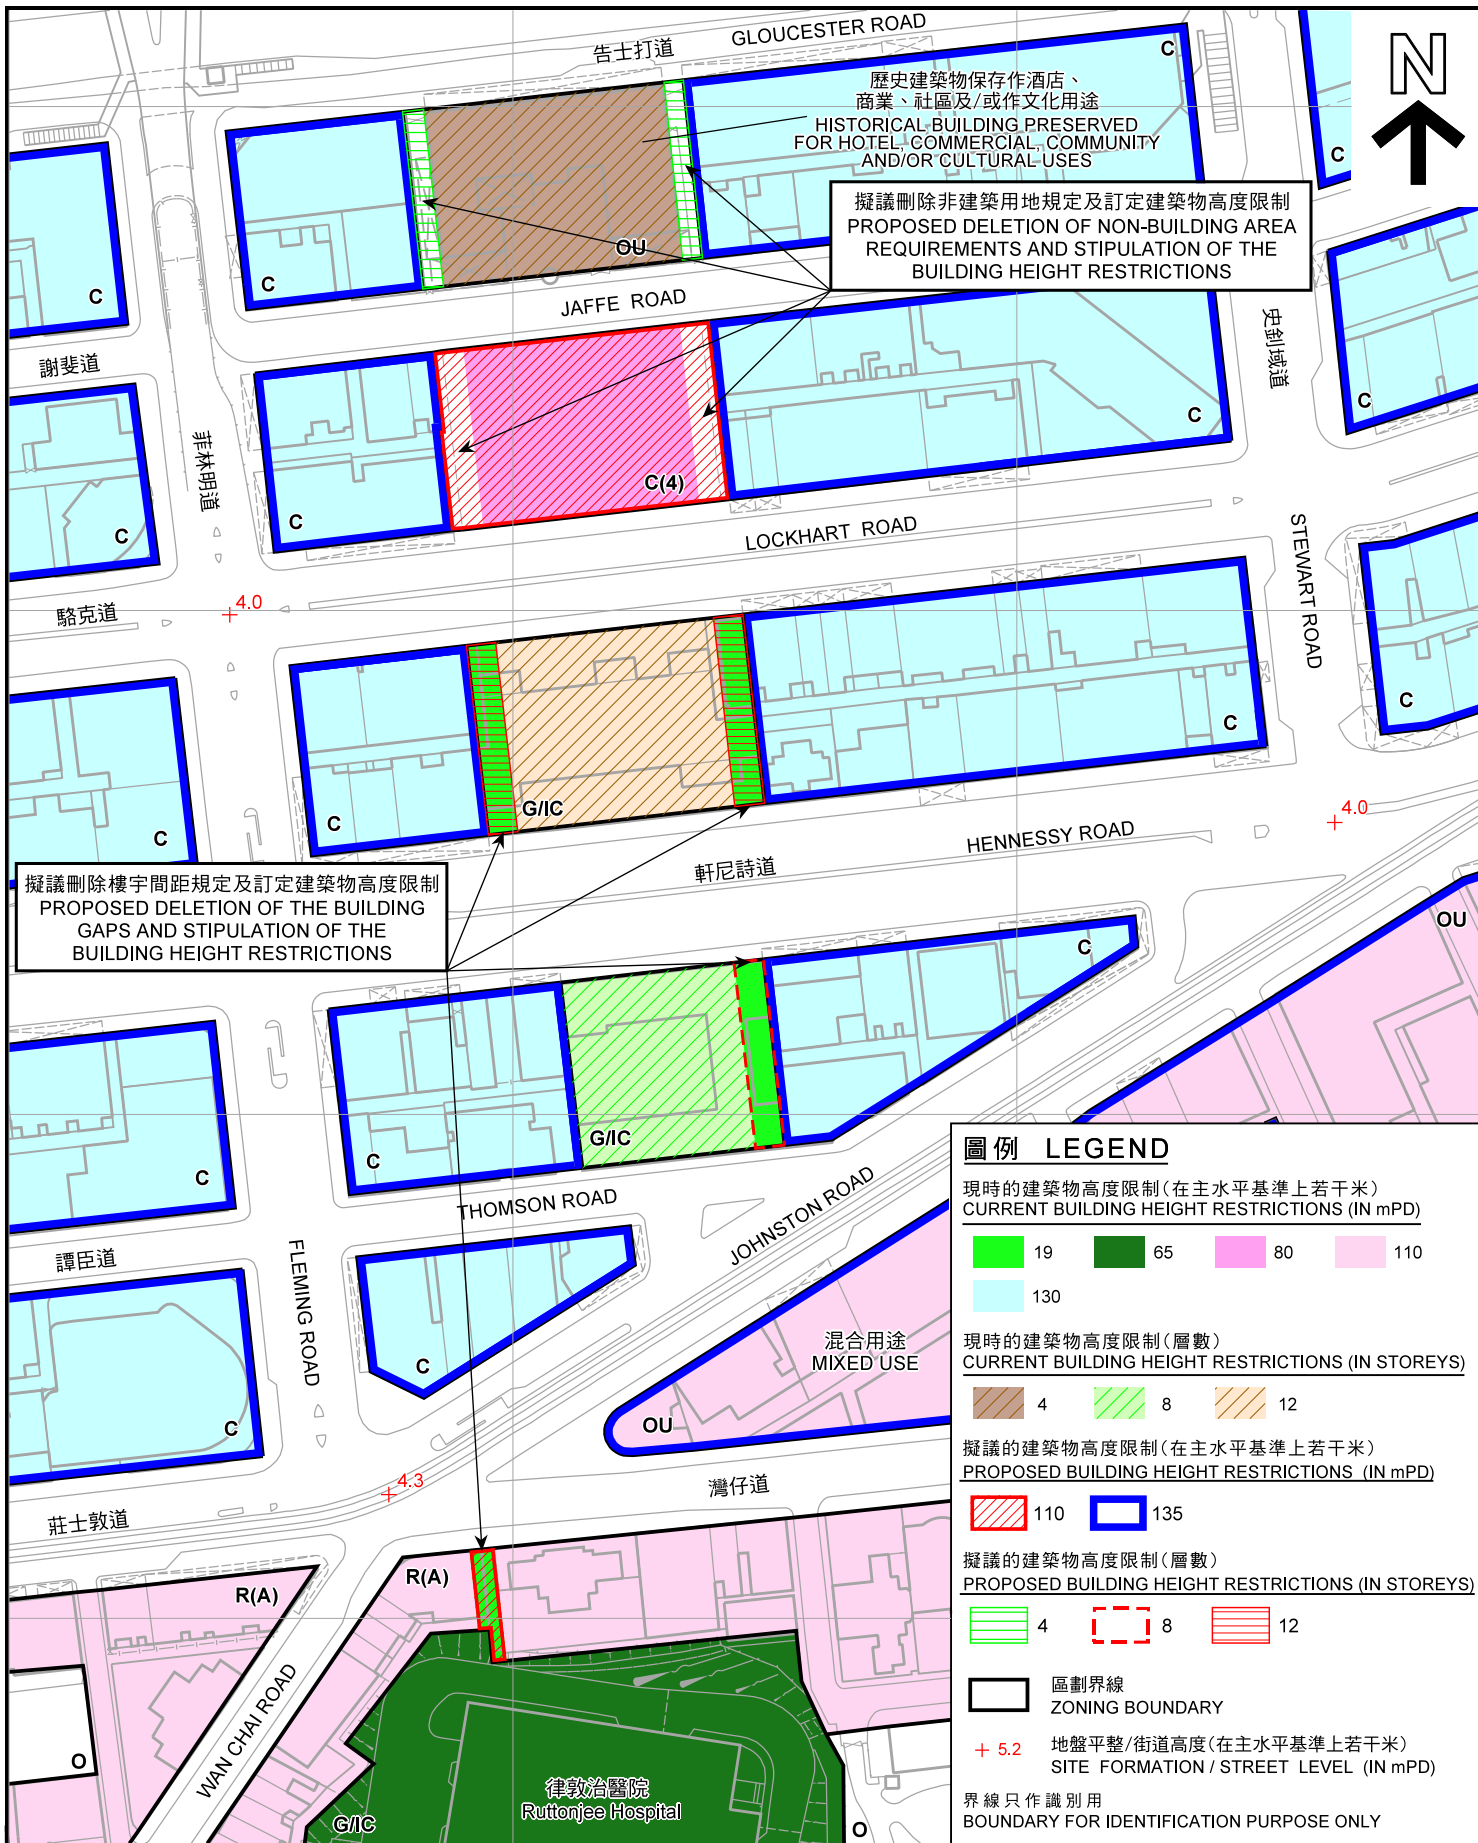 告士打道 GLOUCESTER ROAD
C
歷史建築物保存作酒店、
商業、社區及/或作文化用途
HISTORICAL BUILDING PRESERVED
FOR HOTEL, COMMERCIAL, COMMUNITY
AND/OR CULTURAL USES
N
C
擬議刪除非建築用地規定及訂定建築物高度限制
PROPOSED DELETION OF NON-BUILDING AREA
REQUIREMENTS AND STIPULATION OF THE
BUILDING HEIGHT RESTRICTIONS
OU
C
C
JAFFE ROAD
謝斐道
史釗域道
C
C
菲林明道
C(4)
C
C
LOCKHART ROAD
STEWART ROAD
駱克道
4.0
C
C
G/IC
C
C
4.0
HENNESSY ROAD
軒尼詩道
擬議刪除樓宇間距規定及訂定建築物高度限制
PROPOSED DELETION OF THE BUILDING
GAPS AND STIPULATION OF THE
BUILDING HEIGHT RESTRICTIONS
OU
C
G/IC
C
C
THOMSON ROAD
JOHNSTON ROAD
譚臣道
FLEMING ROAD
混合用途
MIXED USE
C
C
OU
4.3
灣仔道
莊士敦道
R(A)
R(A)
WAN CHAI ROAD
O
律敦治醫院
Ruttonjee Hospital
G/IC
O
圖例 LEGEND
現時的建築物高度限制(在主水平基準上若干米)
CURRENT BUILDING HEIGHT RESTRICTIONS (IN mPD)
19 65 80 110
130
現時的建築物高度限制(層數)
CURRENT BUILDING HEIGHT RESTRICTIONS (IN STOREYS)
4 8 12
擬議的建築物高度限制(在主水平基準上若干米)
PROPOSED BUILDING HEIGHT RESTRICTIONS (IN mPD)
110 135
擬議的建築物高度限制(層數)
PROPOSED BUILDING HEIGHT RESTRICTIONS (IN STOREYS)
4 8 12
區劃界線
ZONING BOUNDARY
+ 5.2 地盤平整/街道高度(在主水平基準上若干米)
SITE FORMATION / STREET LEVEL (IN mPD)
界線只作識別用
BOUNDARY FOR IDENTIFICATION PURPOSE ONLY